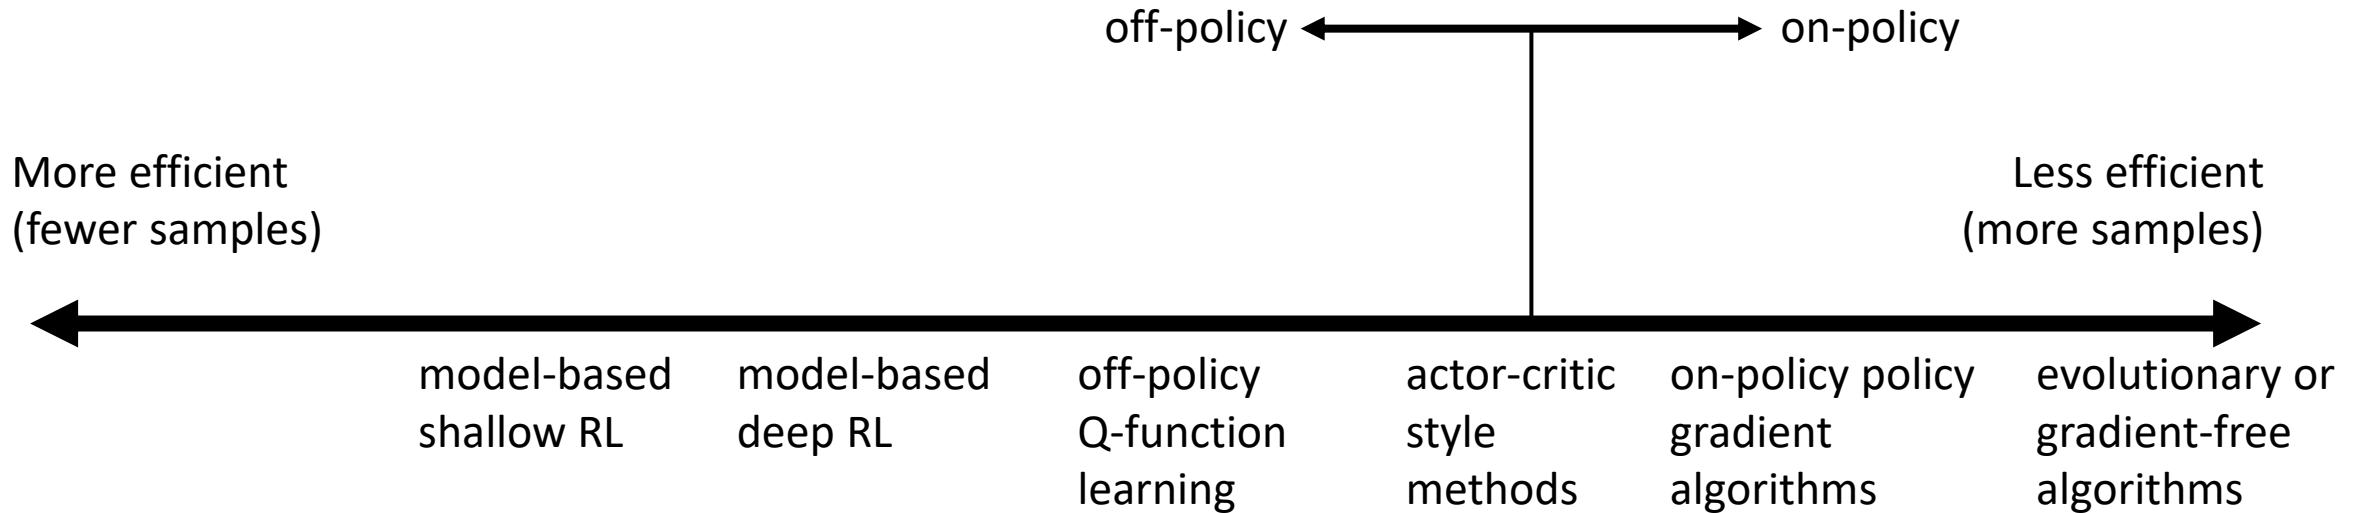 off-policy
on-policy
More efficient
(fewer samples)
Less efficient
(more samples)
model-based
shallow RL
model-based
deep RL
off-policy
Q-function
learning
actor-critic
style
methods
on-policy policy
gradient
algorithms
evolutionary or
gradient-free
algorithms